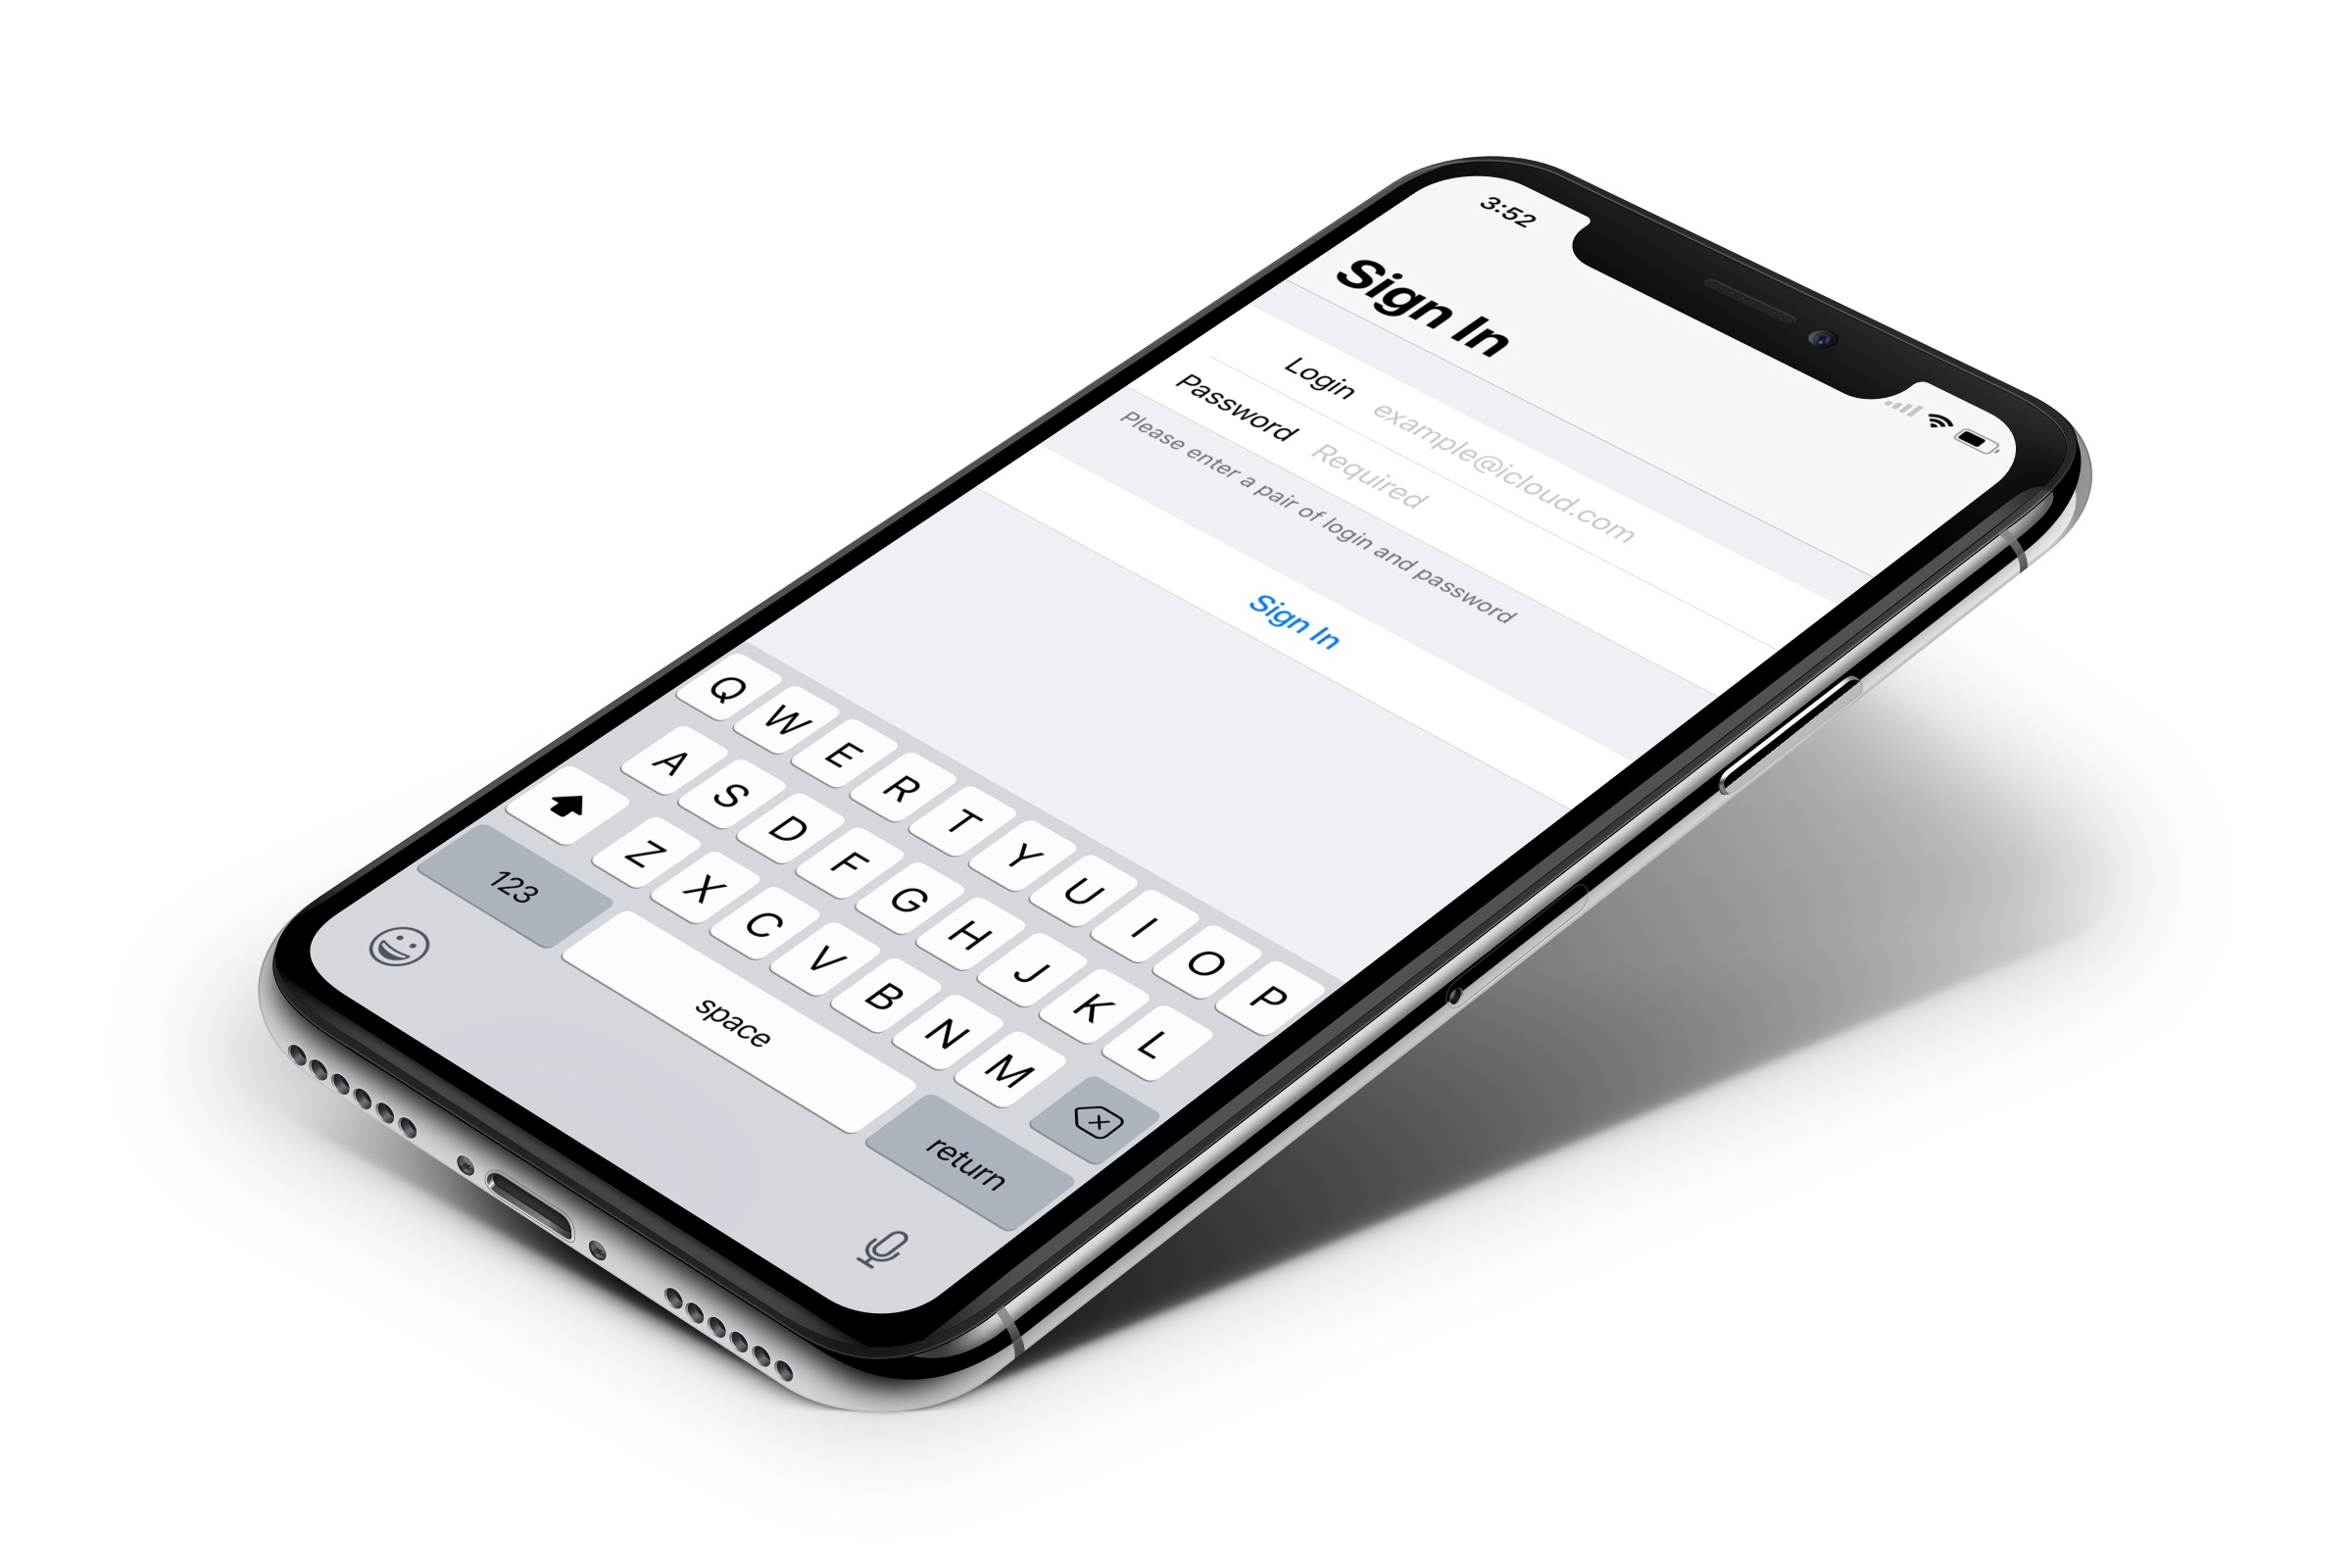 3:52
Sign In
Login example@icloud.com
Password Required
Please enter a pair of login and password
Sign In
Q W E R T Y U I O P
A S D F G H J K L
Z X C V B N M
123 space return